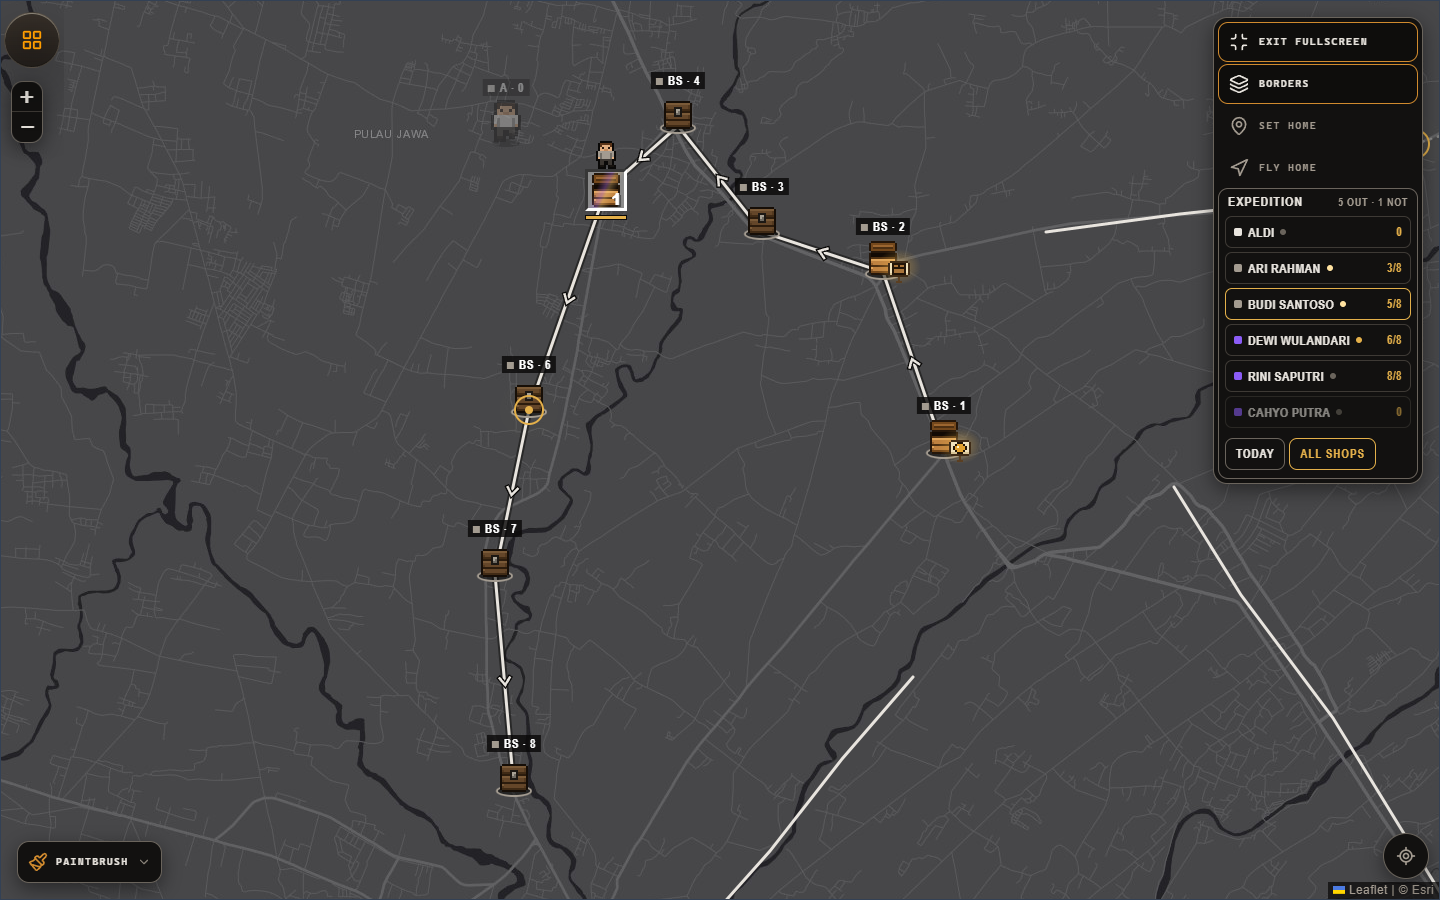 EXIT FULLSCREEN
BORDERS
SET HOME
FLY HOME
EXPEDITION 5 OUT · 1 NOT
ALDI 0
ARI RAHMAN 3/8
BUDI SANTOSO 5/8
DEWI WULANDARI 6/8
RINI SAPUTRI 8/8
CAHYO PUTRA 0
TODAY ALL SHOPS
+
−
A · 0
PULAU JAWA
BS · 4
BS · 3
1
BS · 2
BS · 6
BS · 1
BS · 7
BS · 8
PAINTBRUSH
Leaflet | © Esri